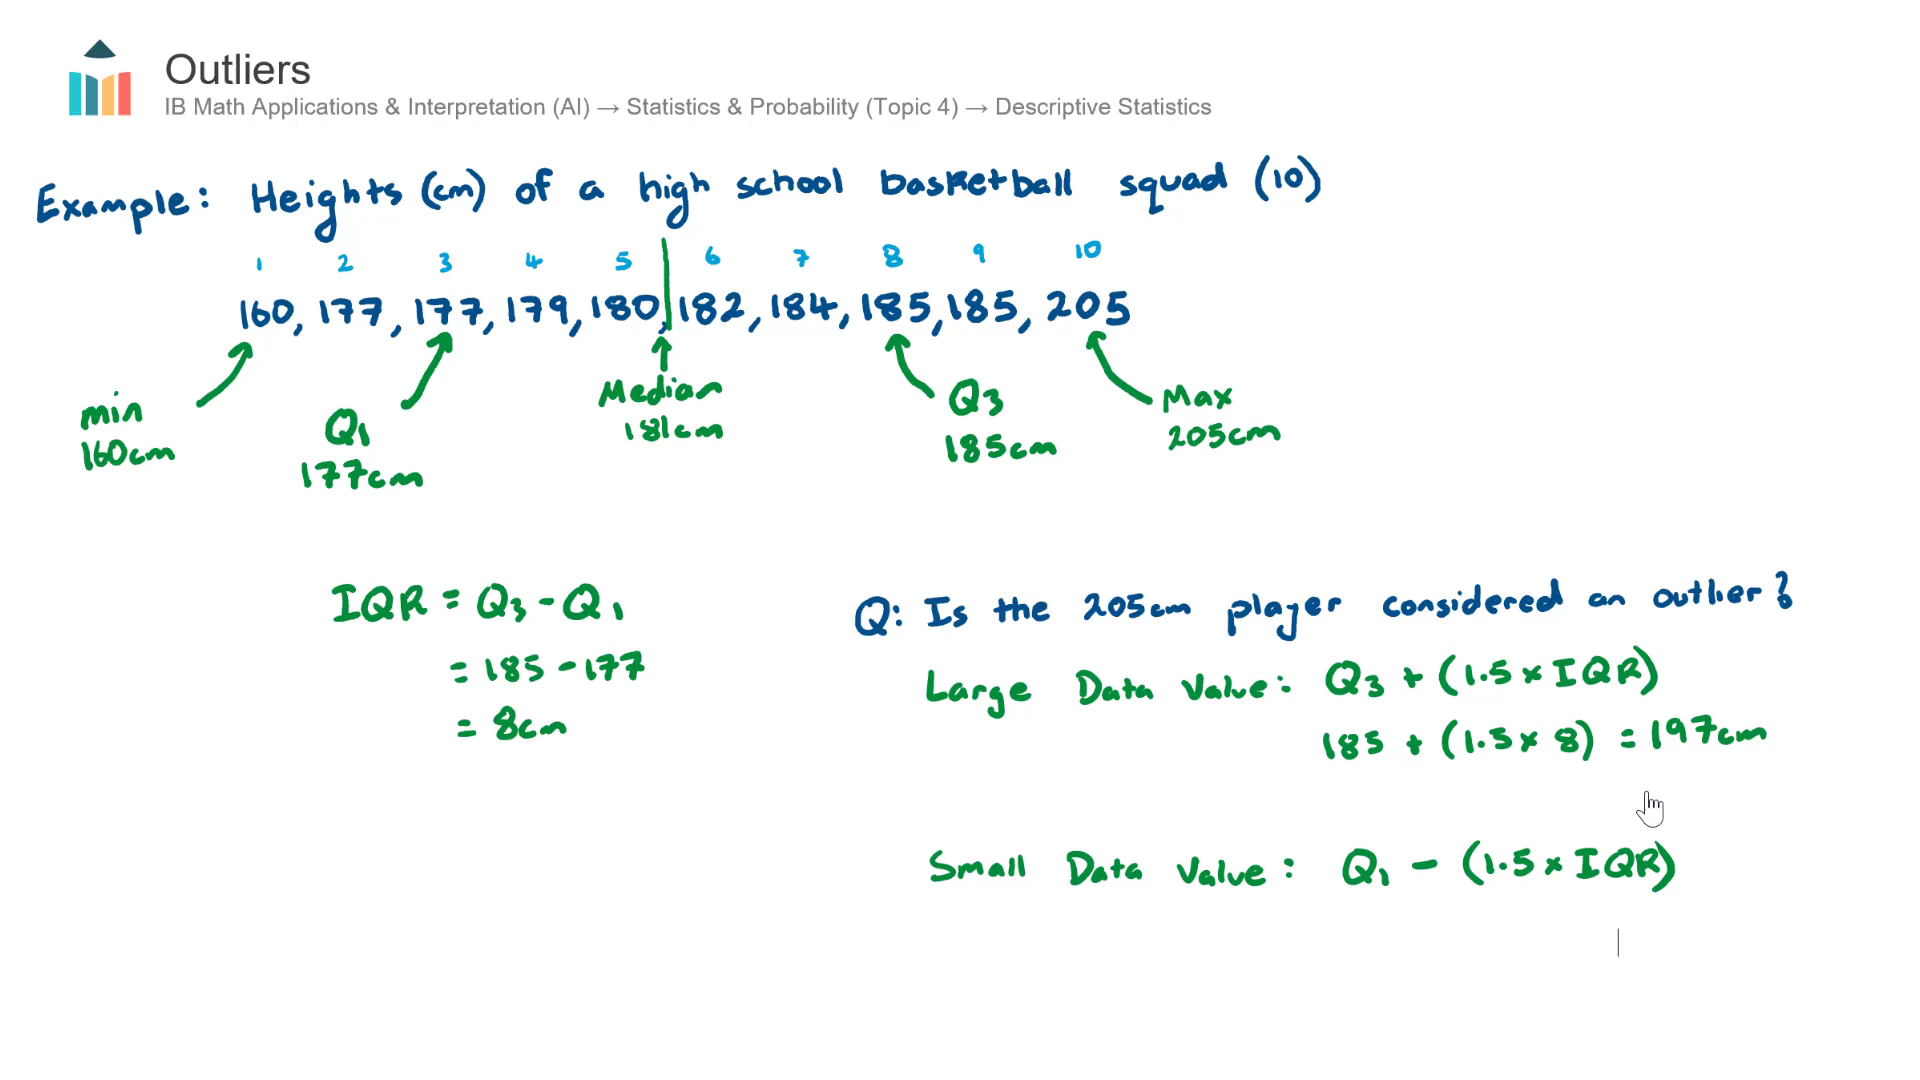 Outliers
IB Math Applications & Interpretation (AI) → Statistics & Probability (Topic 4) → Descriptive Statistics
Example: Heights (cm) of a high school basketball squad (10)
1 2 3 4 5 6 7 8 9 10
160, 177, 177, 179, 180, 182, 184, 185, 185, 205
min
160cm
Q1
177cm
Median
181cm
Q3
185cm
Max
205cm
IQR = Q3 - Q1
= 185 - 177
= 8cm
Q: Is the 205cm player considered an outlier?
Large Data Value: Q3 + (1.5 × IQR)
185 + (1.5 × 8) = 197cm
Small Data Value: Q1 - (1.5 × IQR)